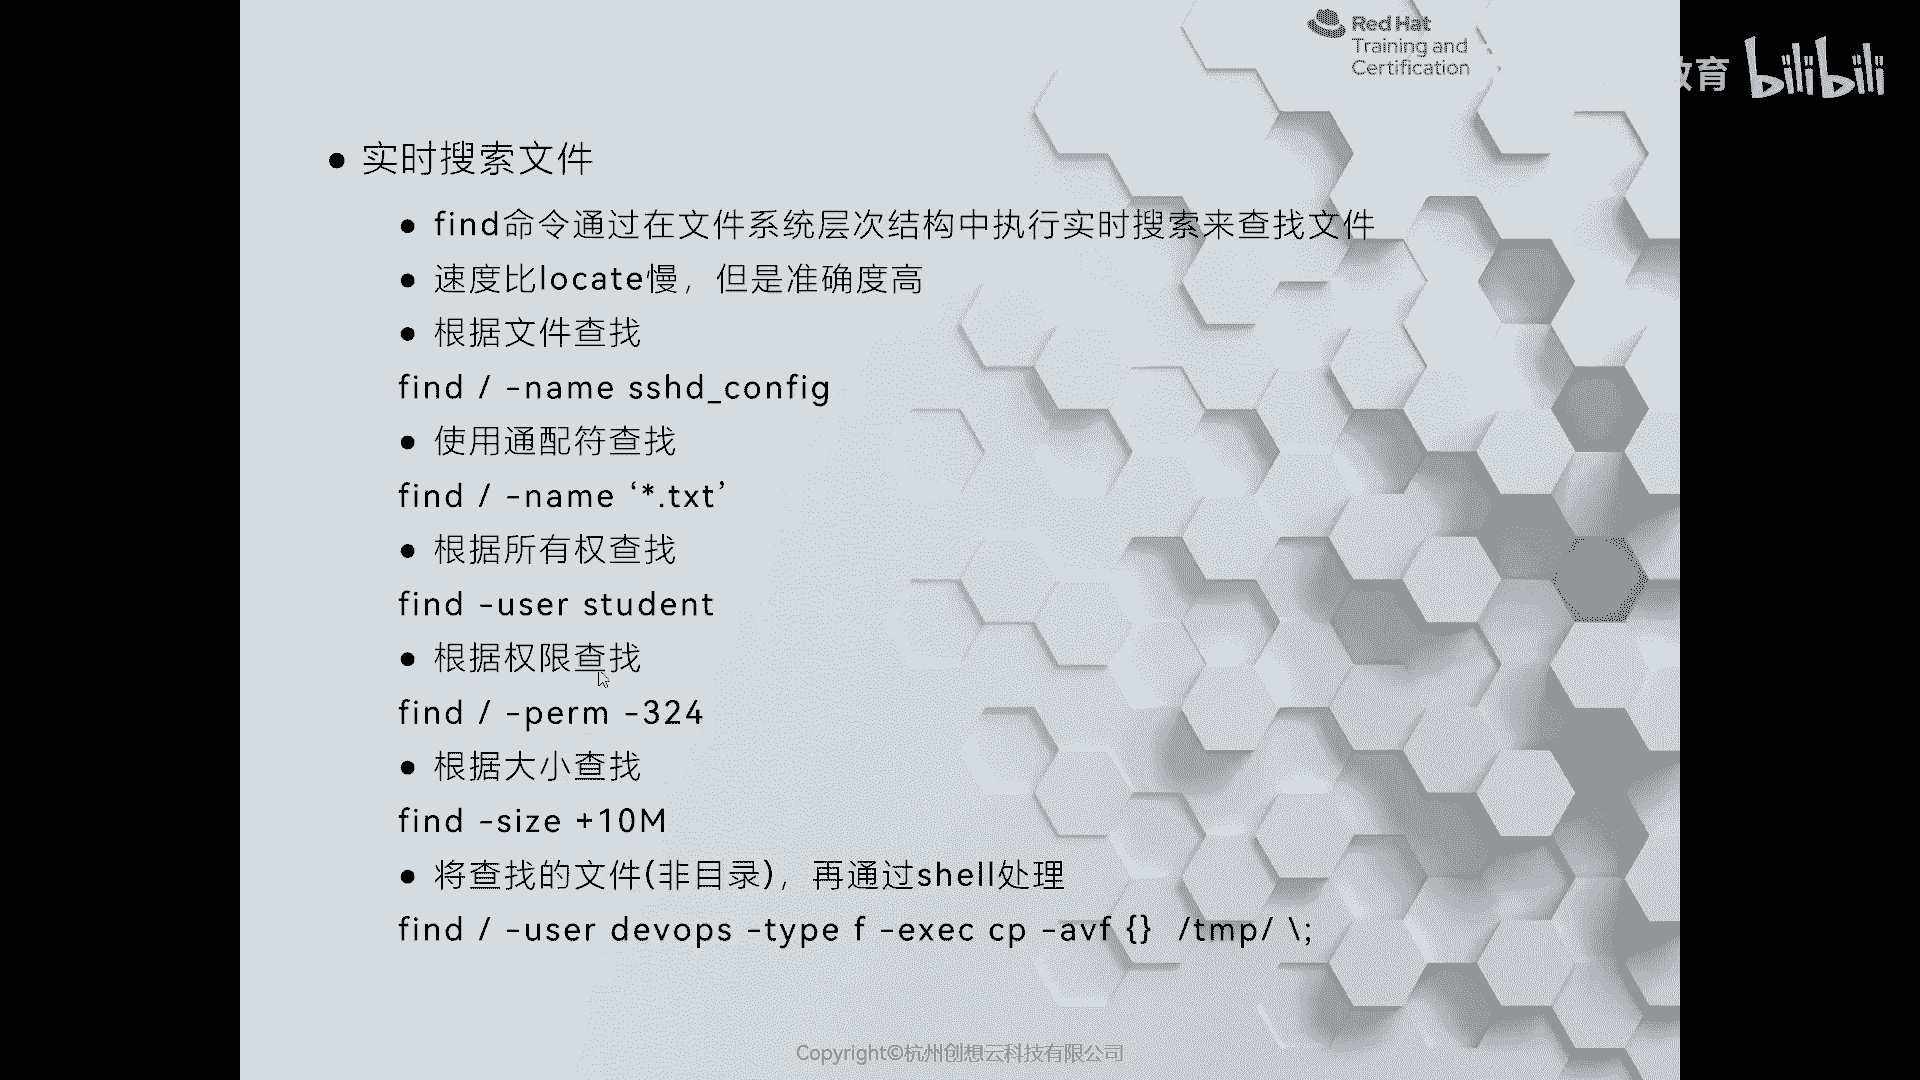 Red Hat
Training and
Certification
教育 bilibili
● 实时搜索文件
● find命令通过在文件系统层次结构中执行实时搜索来查找文件
● 速度比locate慢，但是准确度高
● 根据文件查找
find / -name sshd_config
● 使用通配符查找
find / -name ‘*.txt’
● 根据所有权查找
find -user student
● 根据权限查找
find / -perm -324
● 根据大小查找
find -size +10M
● 将查找的文件(非目录)，再通过shell处理
find / -user devops -type f -exec cp -avf {}  /tmp/ \;
Copyright©杭州创想云科技有限公司